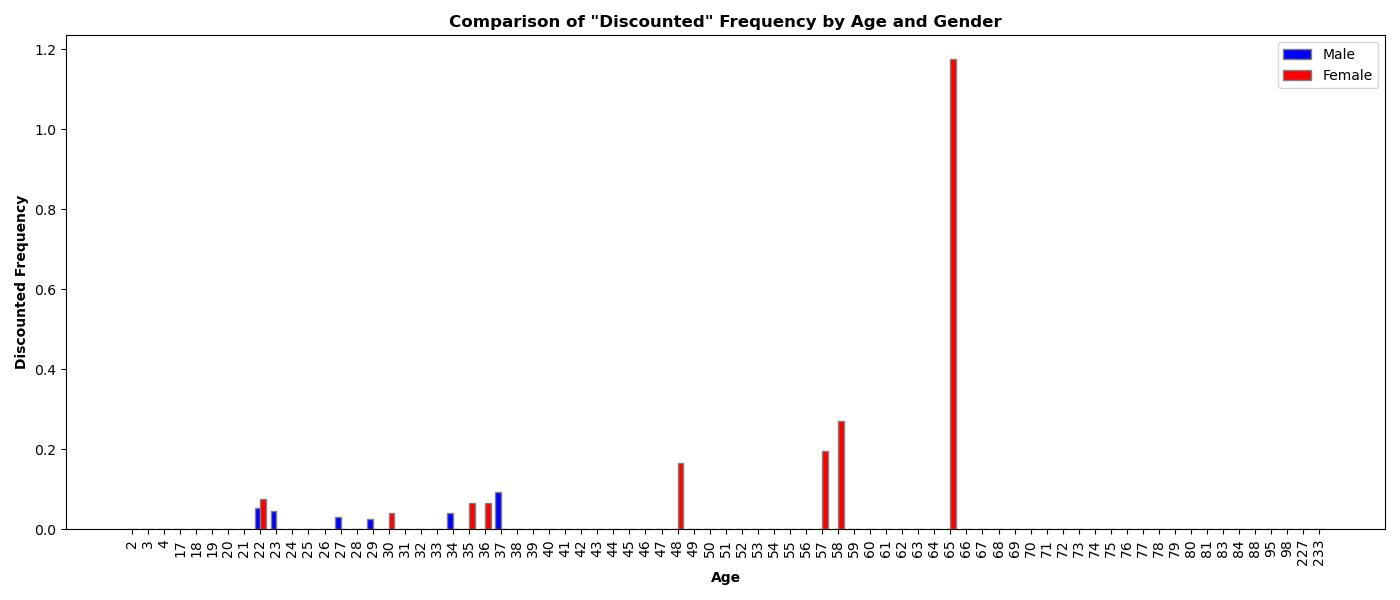 Comparison of "Discounted" Frequency by Age and Gender
Male
Female
1.2
1.0
0.8
0.6
0.4
0.2
0.0
Discounted Frequency
2 3 4 17 18 19 20 21 22 23 24 25 26 27 28 29 30 31 32 33 34 35 36 37 38 39 40 41 42 43 44 45 46 47 48 49 50 51 52 53 54 55 56 57 58 59 60 61 62 63 64 65 66 67 68 69 70 71 72 73 74 75 76 77 78 79 80 81 83 84 88 95 98 227 233
Age